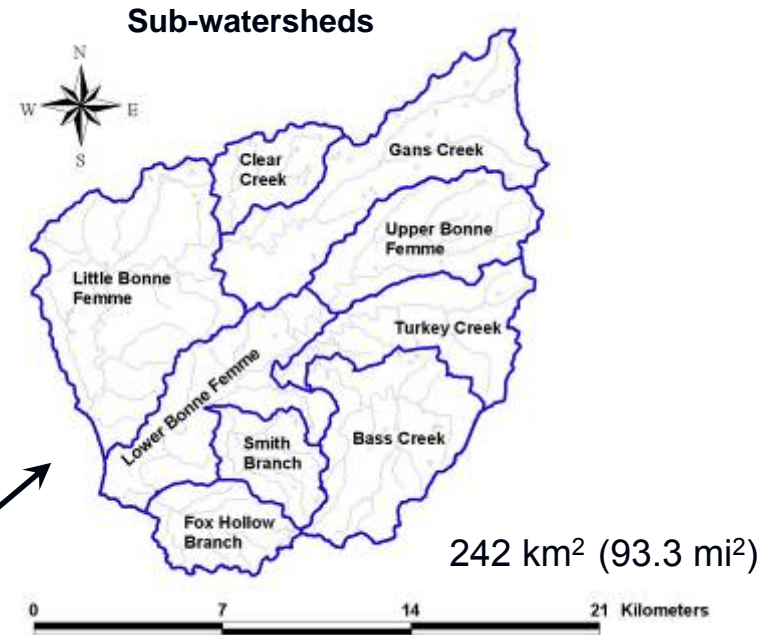 Sub-watersheds
N
W E
S
Clear
Creek
Gans Creek
Upper Bonne
Femme
Little Bonne
Femme
Turkey Creek
Lower Bonne Femme
Smith
Branch
Bass Creek
Fox Hollow
Branch
242 km² (93.3 mi²)
0 7 14 21 Kilometers